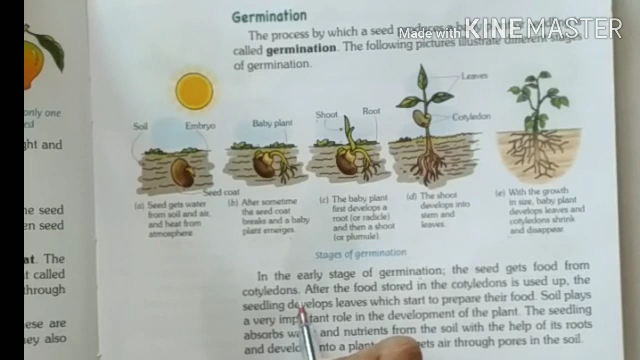 Germination
The process by which a seed produces a baby
Made with KINEMASTER
called germination. The following pictures illustrate different stages
of germination.
Leaves
only one
Soil
Embryo
Baby plant
Shoot
Root
Cotyledon
ght and
Seed coat
(a) Seed gets water
from soil and air,
and heat from
atmosphere.
(b) After sometime
the seed coat
breaks and a baby
plant emerges.
(c) The baby plant
first develops a
root (or radicle)
and then a shoot
(or plumule).
(d) The shoot
develops into
stem and
leaves.
(e) With the growth
in size, baby plant
develops leaves and
cotyledons shrink
and disappear.
ne seed
en seed
Stages of germination
at. The
t called
through
ese are
ey also
In the early stage of germination; the seed gets food from
cotyledons. After the food stored in the cotyledons is used up, the
seedling develops leaves which start to prepare their food. Soil plays
a very important role in the development of the plant. The seedling
absorbs and nutrients from the soil with the help of its roots
and into a plant gets air through pores in the soil.